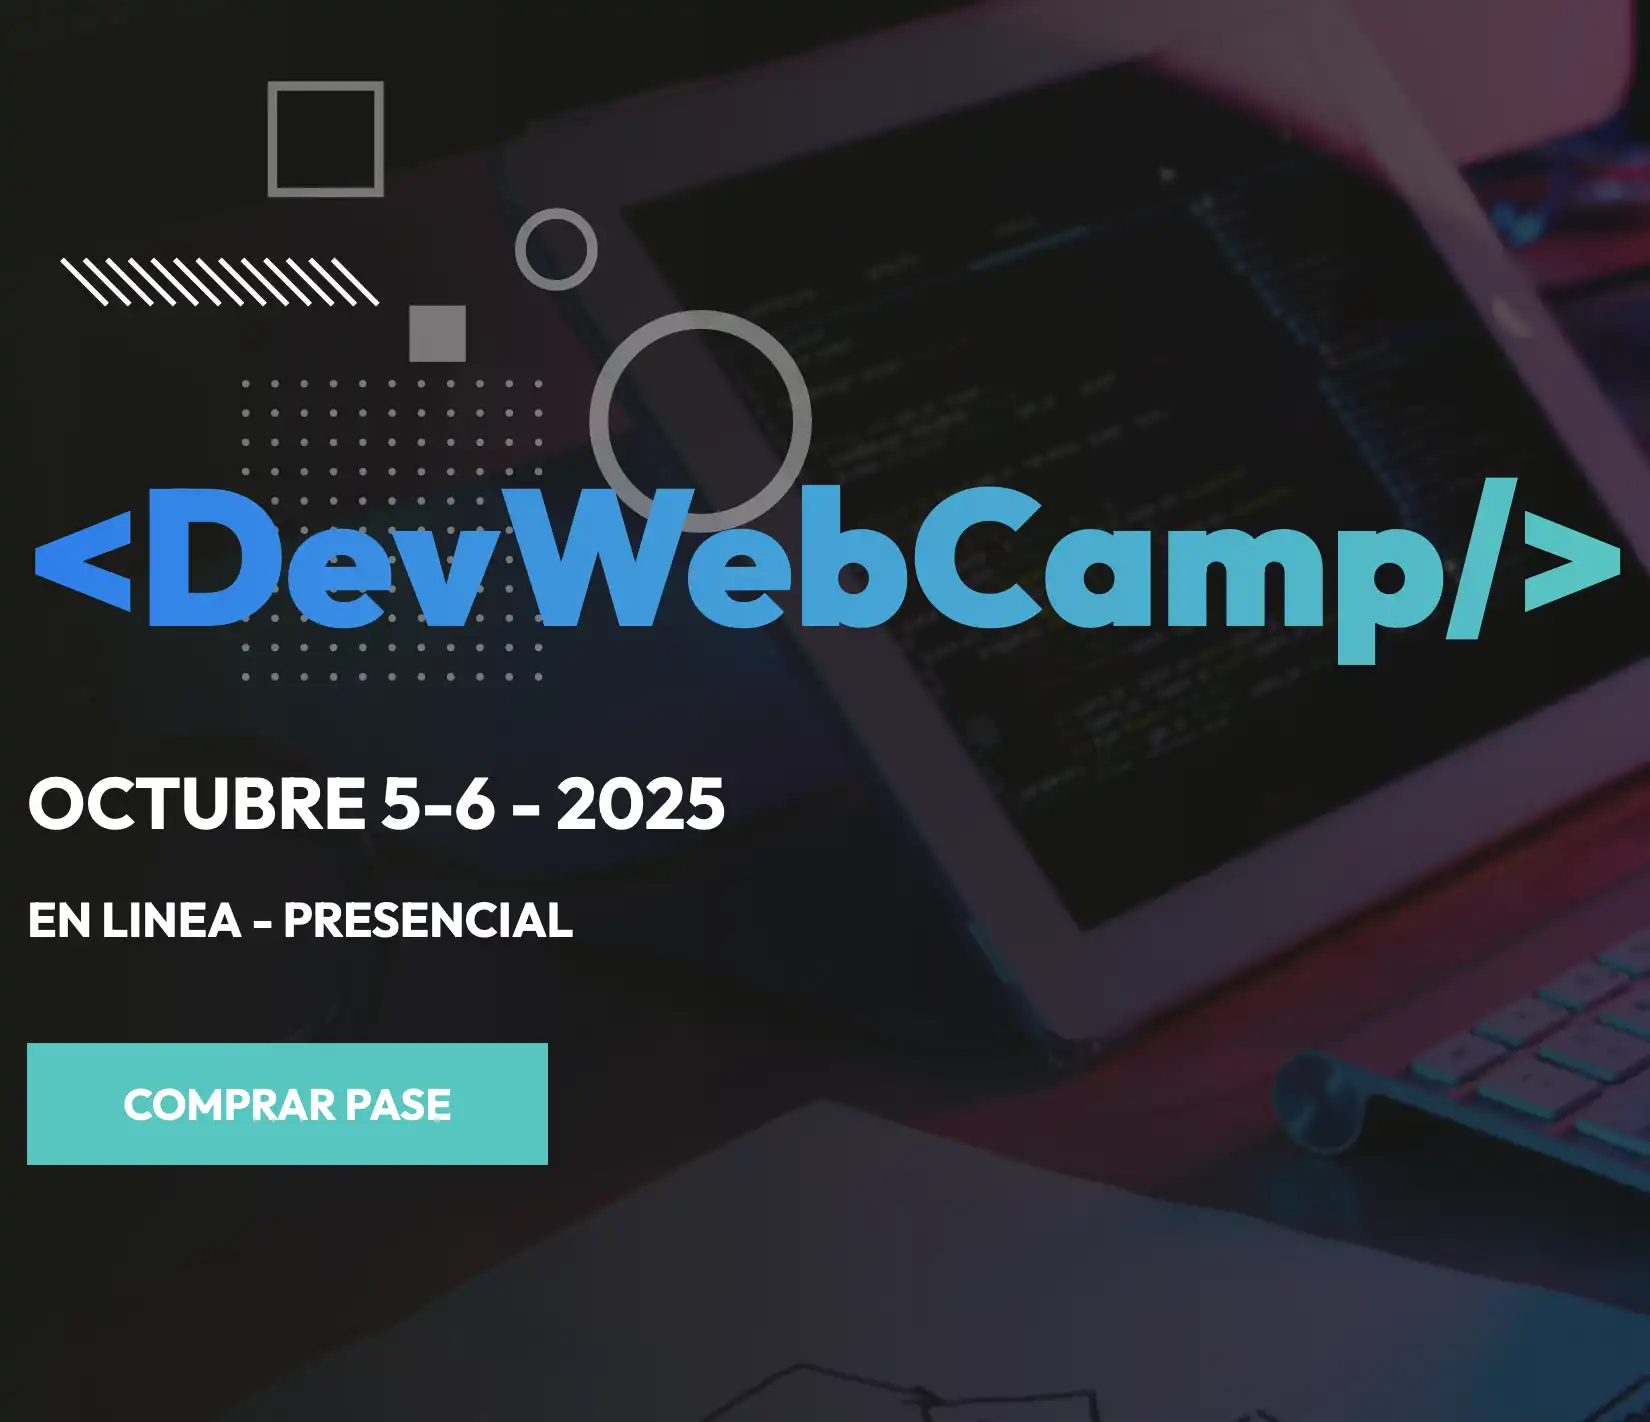 <DevWebCamp/>
OCTUBRE 5-6 - 2025
EN LINEA - PRESENCIAL
COMPRAR PASE